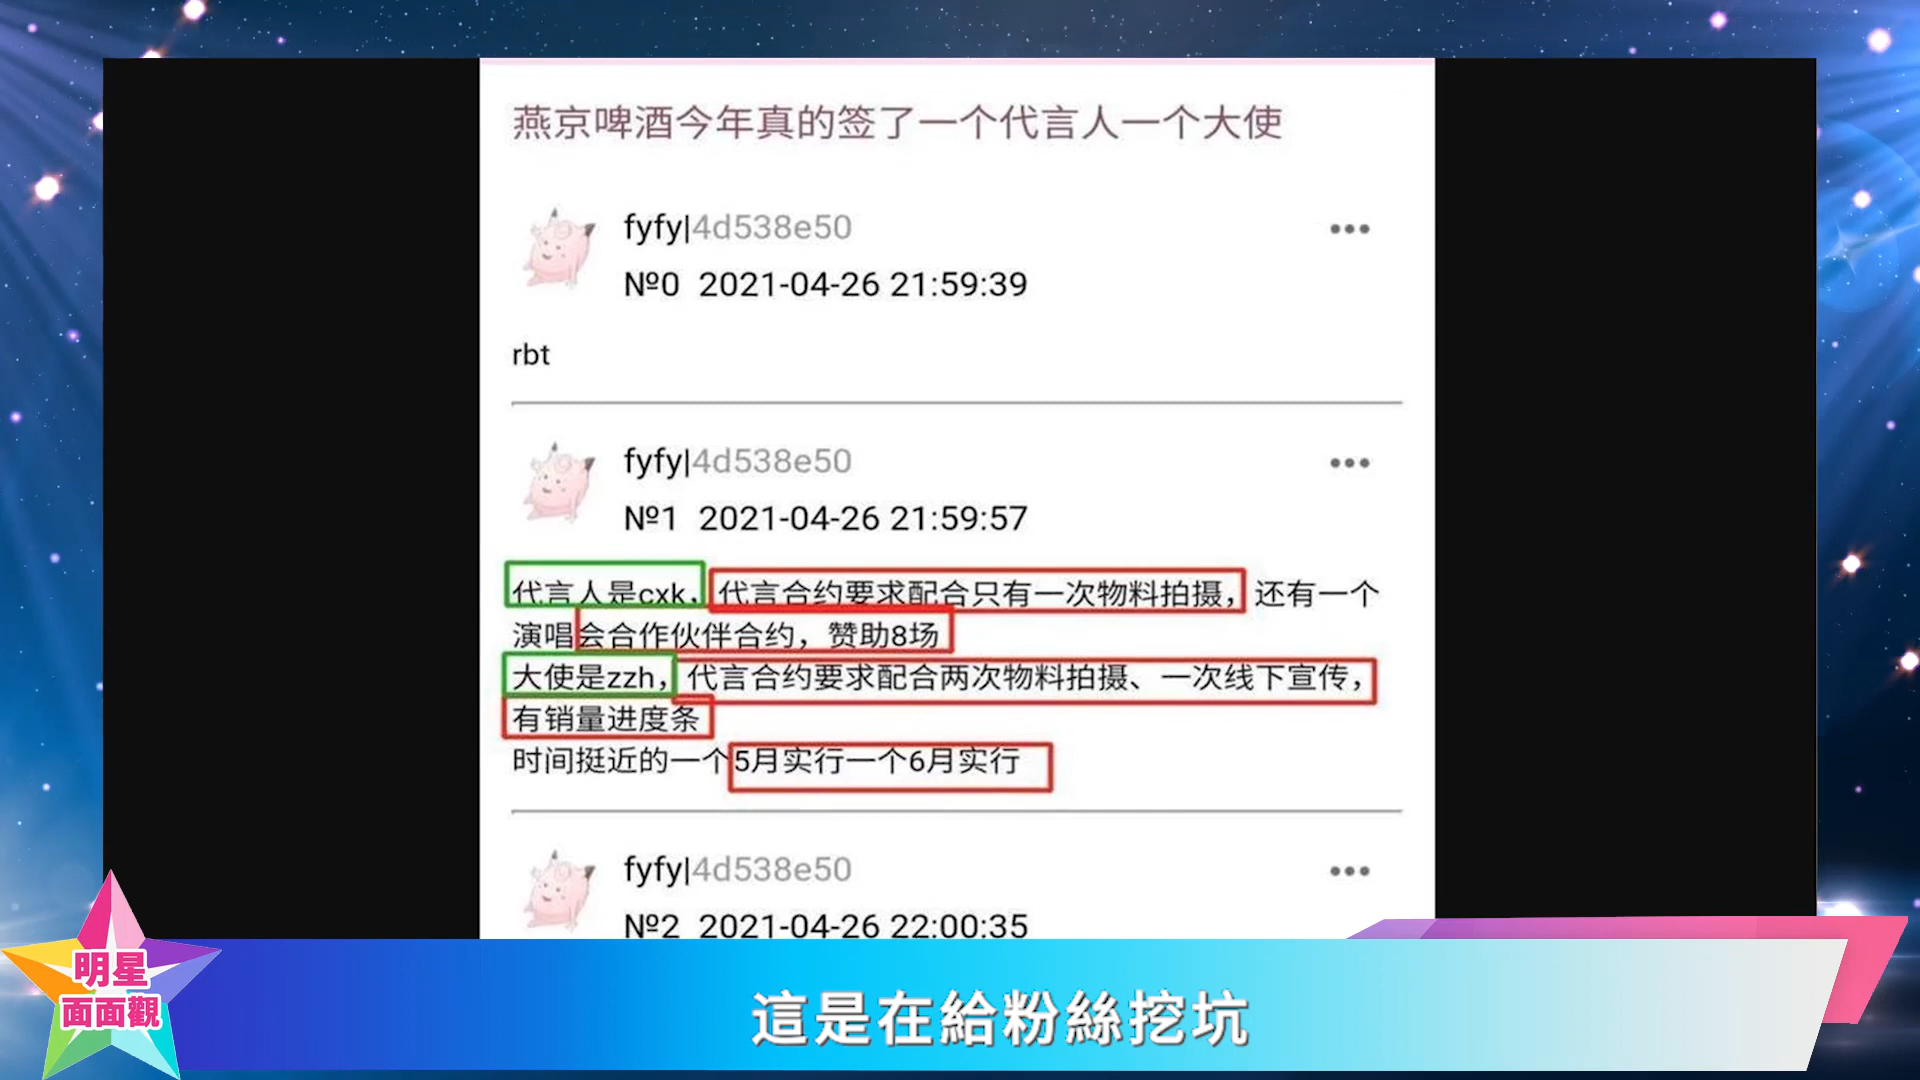 燕京啤酒今年真的签了一个代言人一个大使
fyfy|4d538e50
№0 2021-04-26 21:59:39
rbt
fyfy|4d538e50
№1 2021-04-26 21:59:57
代言人是cxk，代言合约要求配合只有一次物料拍摄，还有一个
演唱会合作伙伴合约，赞助8场
大使是zzh，代言合约要求配合两次物料拍摄、一次线下宣传，
有销量进度条
时间挺近的一个5月实行一个6月实行
fyfy|4d538e50
№2 2021-04-26 22:00:35
明星
面面觀
這是在給粉絲挖坑